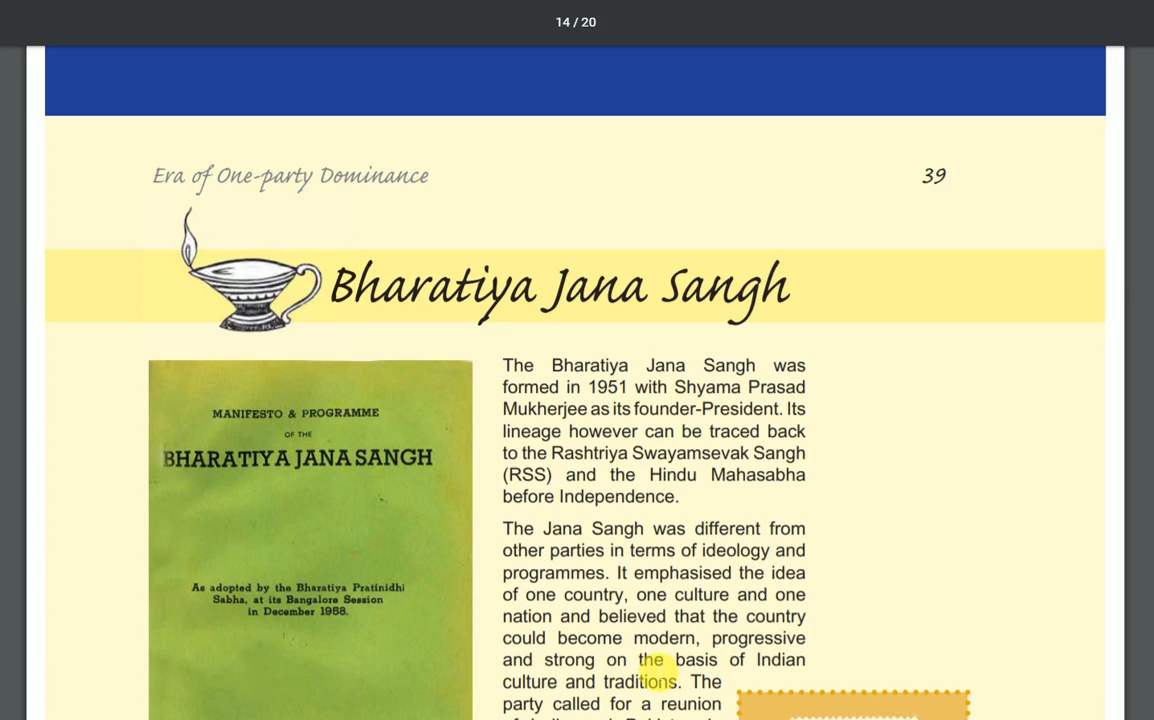 14 / 20
Era of One-party Dominance
39
Bharatiya Jana Sangh
MANIFESTO & PROGRAMME
OF THE
BHARATIYA JANA SANGH
As adopted by the Bharatiya Pratinidhi
Sabha, at its Bangalore Session
in December 1958.
The Bharatiya Jana Sangh was
formed in 1951 with Shyama Prasad
Mukherjee as its founder-President. Its
lineage however can be traced back
to the Rashtriya Swayamsevak Sangh
(RSS) and the Hindu Mahasabha
before Independence.
The Jana Sangh was different from
other parties in terms of ideology and
programmes. It emphasised the idea
of one country, one culture and one
nation and believed that the country
could become modern, progressive
and strong on the basis of Indian
culture and traditions. The
party called for a reunion